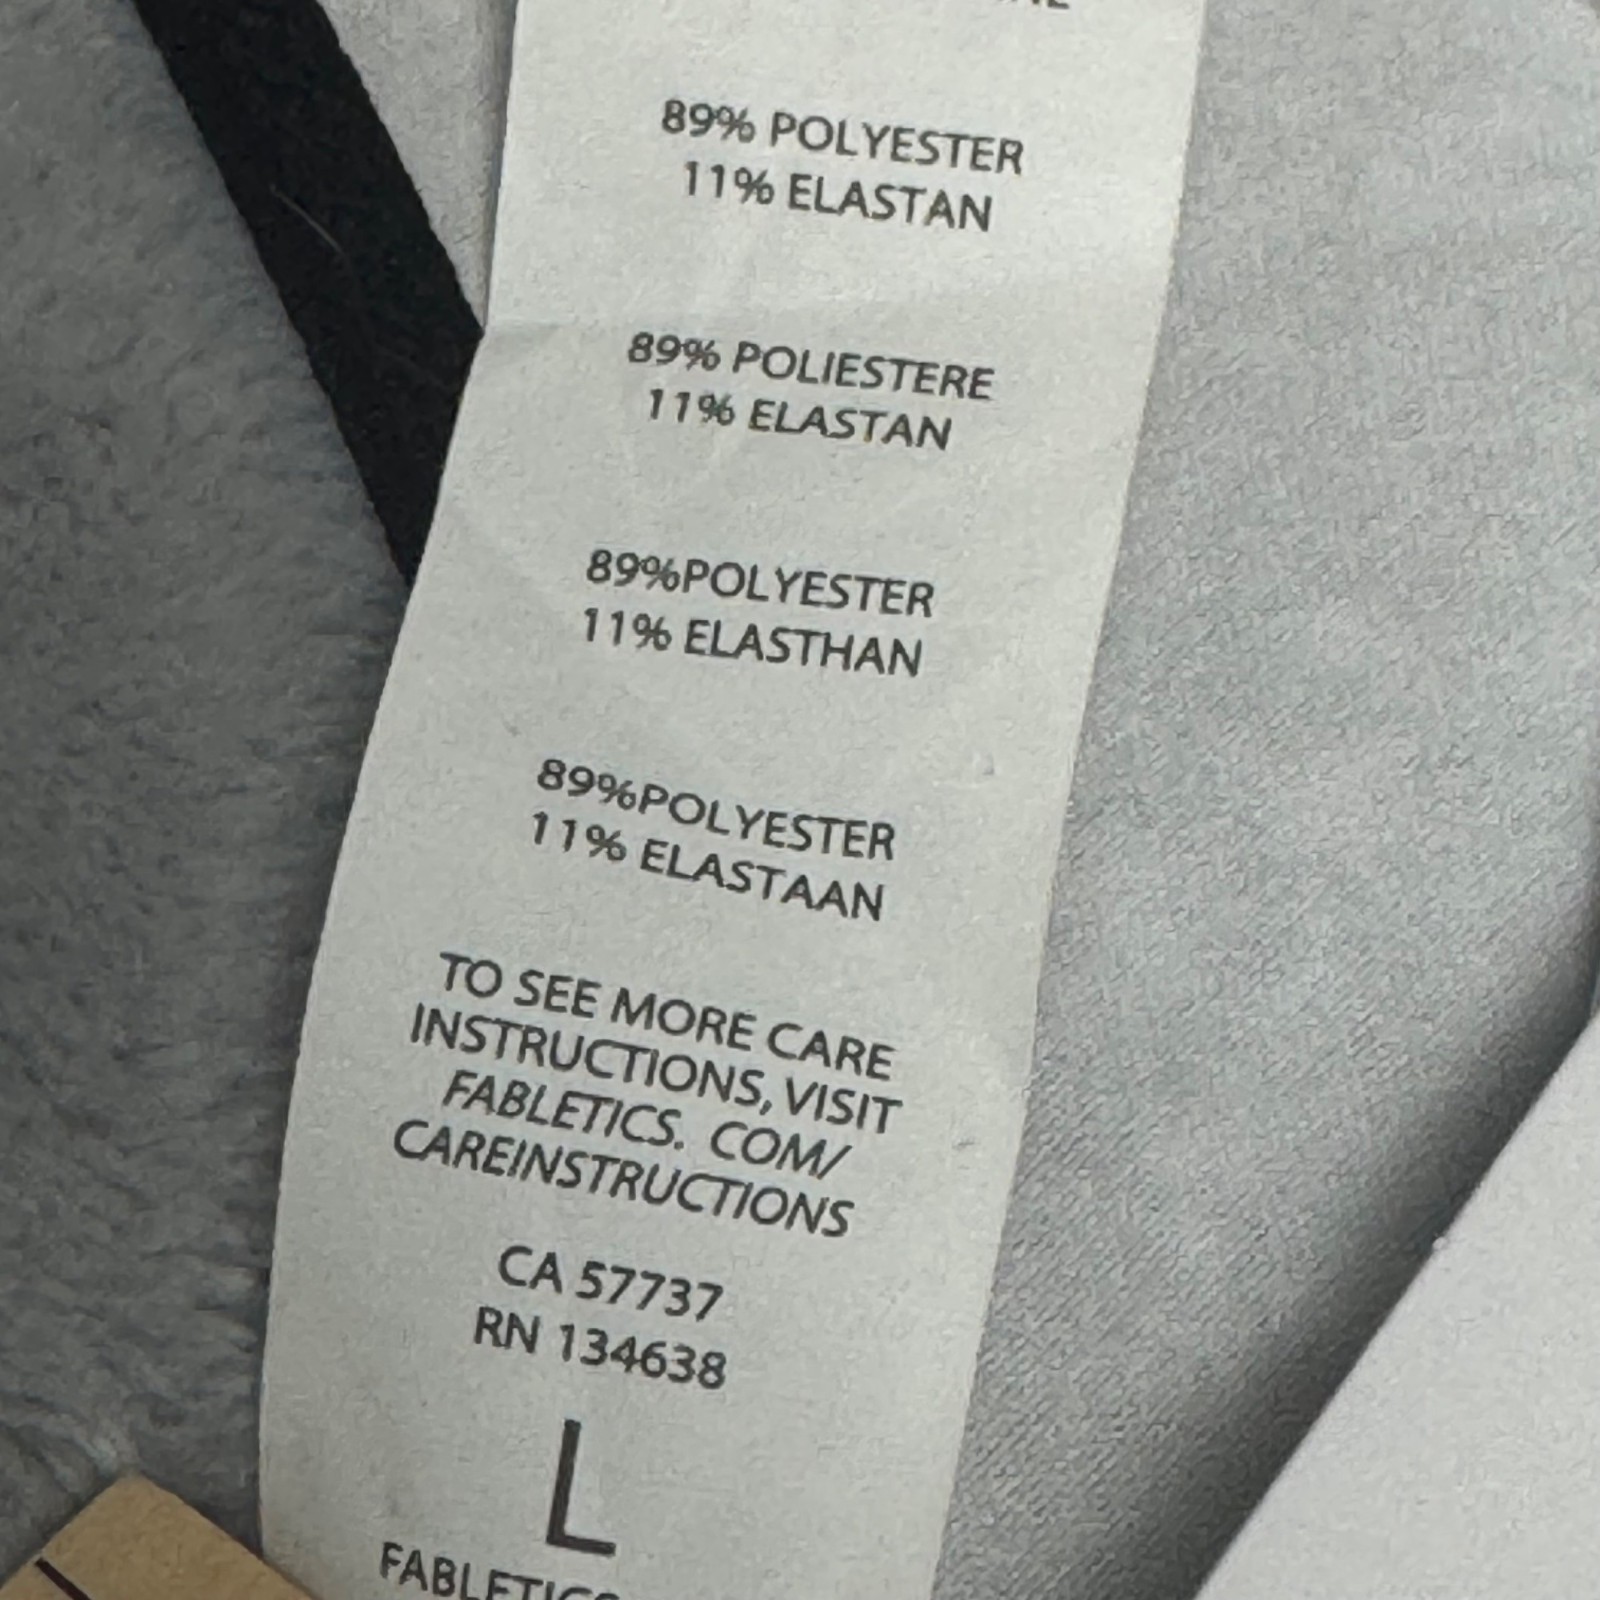 89% POLYESTER
11% ELASTAN
89% POLIESTERE
11% ELASTAN
89%POLYESTER
11% ELASTHAN
89%POLYESTER
11% ELASTAAN
TO SEE MORE CARE
INSTRUCTIONS, VISIT
FABLETICS. COM/
CAREINSTRUCTIONS
CA 57737
RN 134638
L
FABLETICS